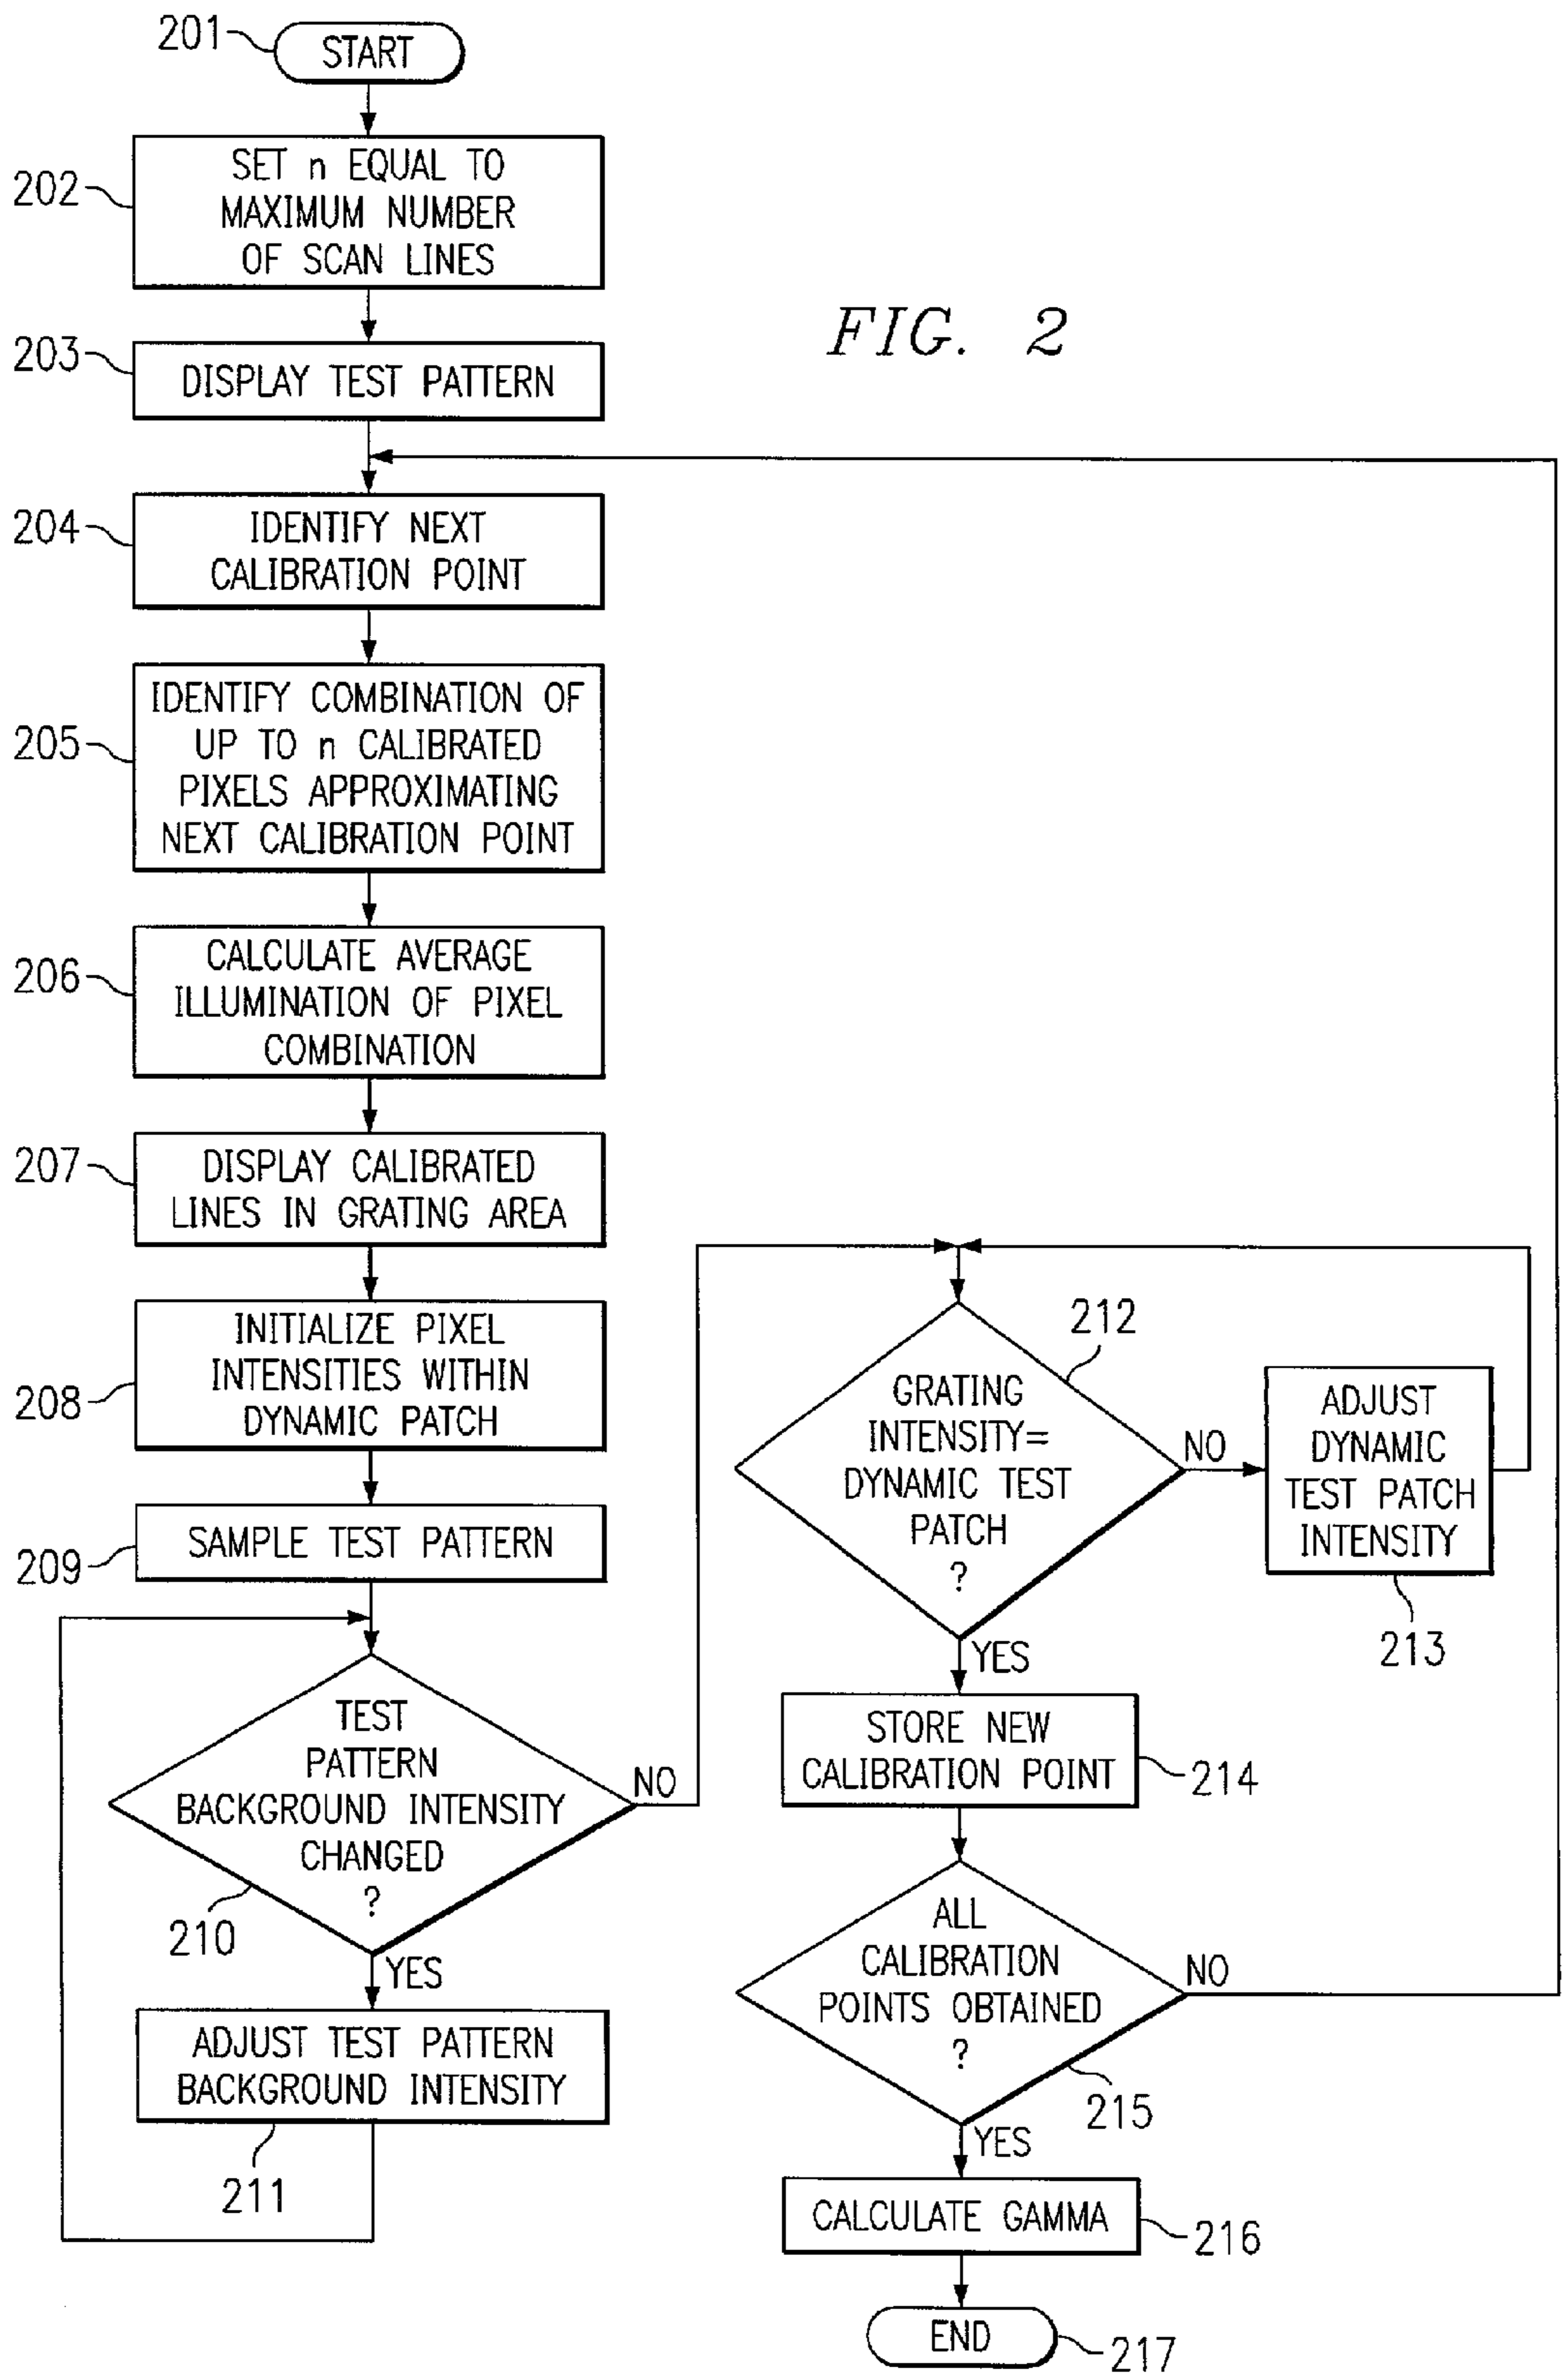 201
START
202
SET n EQUAL TO
MAXIMUM NUMBER
OF SCAN LINES
FIG. 2
203
DISPLAY TEST PATTERN
204
IDENTIFY NEXT
CALIBRATION POINT
205
IDENTIFY COMBINATION OF
UP TO n CALIBRATED
PIXELS APPROXIMATING
NEXT CALIBRATION POINT
206
CALCULATE AVERAGE
ILLUMINATION OF PIXEL
COMBINATION
207
DISPLAY CALIBRATED
LINES IN GRATING AREA
208
INITIALIZE PIXEL
INTENSITIES WITHIN
DYNAMIC PATCH
209
SAMPLE TEST PATTERN
210
TEST
PATTERN
BACKGROUND INTENSITY
CHANGED
?
NO
YES
211
ADJUST TEST PATTERN
BACKGROUND INTENSITY
212
GRATING
INTENSITY=
DYNAMIC TEST
PATCH
?
NO
YES
ADJUST
DYNAMIC
TEST PATCH
INTENSITY
213
STORE NEW
CALIBRATION POINT
214
ALL
CALIBRATION
POINTS OBTAINED
?
NO
215
YES
CALCULATE GAMMA
216
END
217